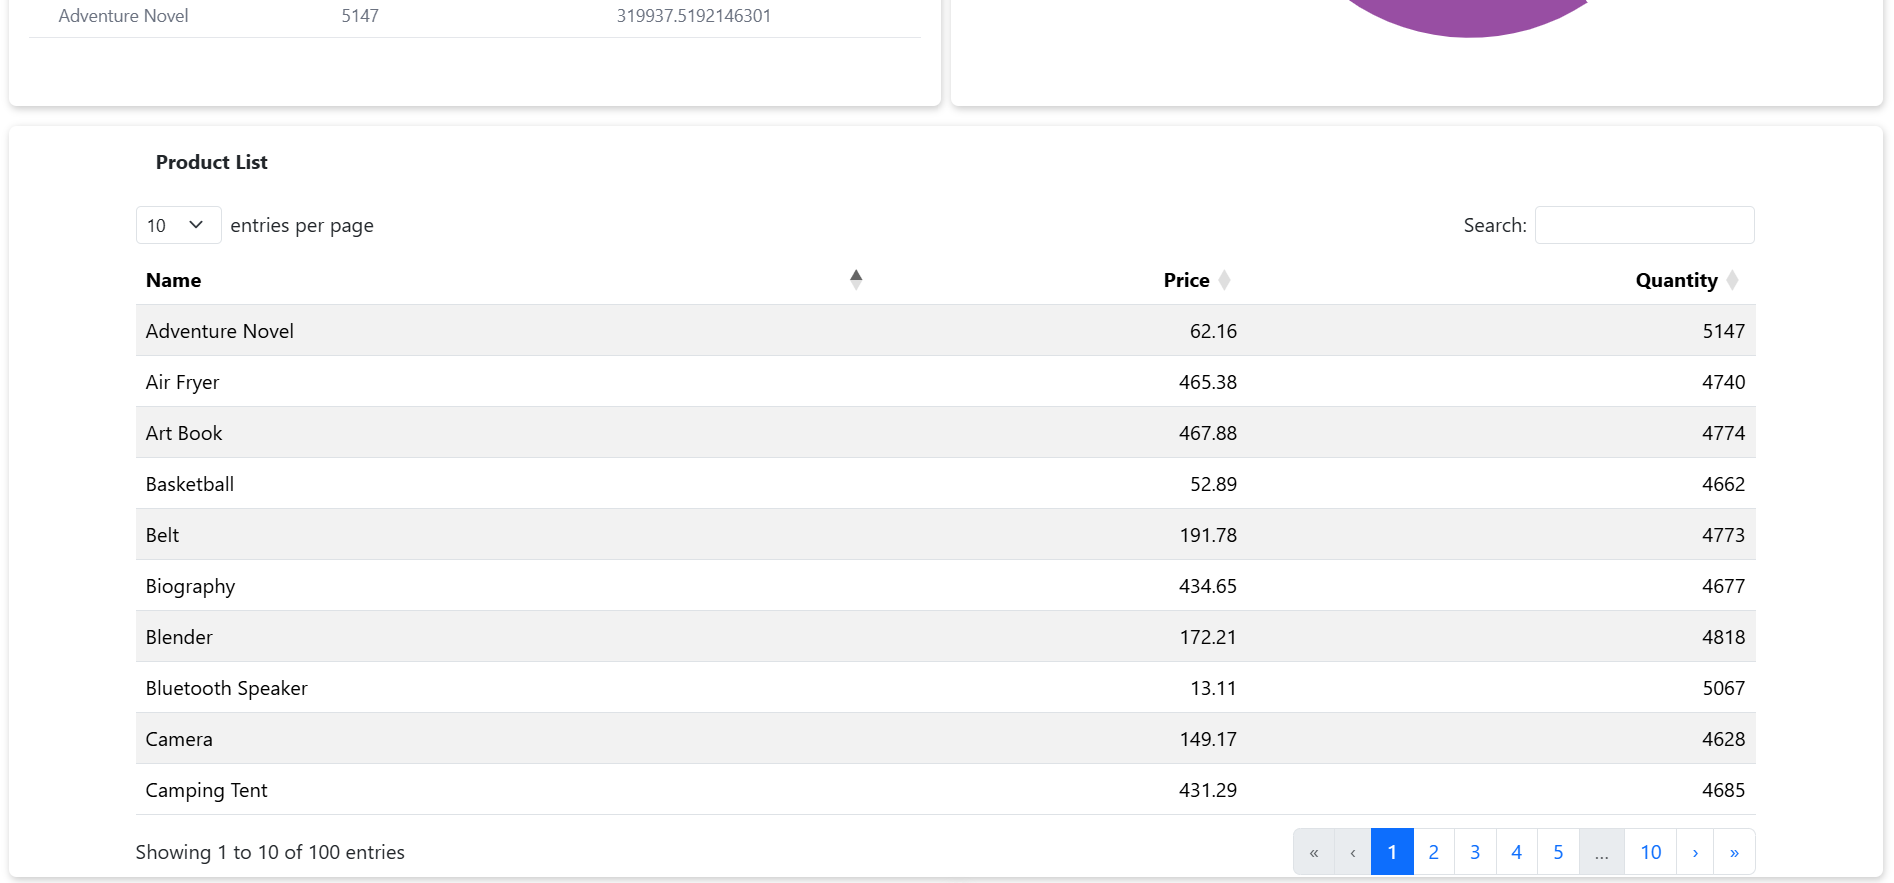 Adventure Novel 5147 319937.5192146301
Product List
10 entries per page Search:
Name Price Quantity
Adventure Novel 62.16 5147
Air Fryer 465.38 4740
Art Book 467.88 4774
Basketball 52.89 4662
Belt 191.78 4773
Biography 434.65 4677
Blender 172.21 4818
Bluetooth Speaker 13.11 5067
Camera 149.17 4628
Camping Tent 431.29 4685
Showing 1 to 10 of 100 entries « ‹ 1 2 3 4 5 … 10 › »